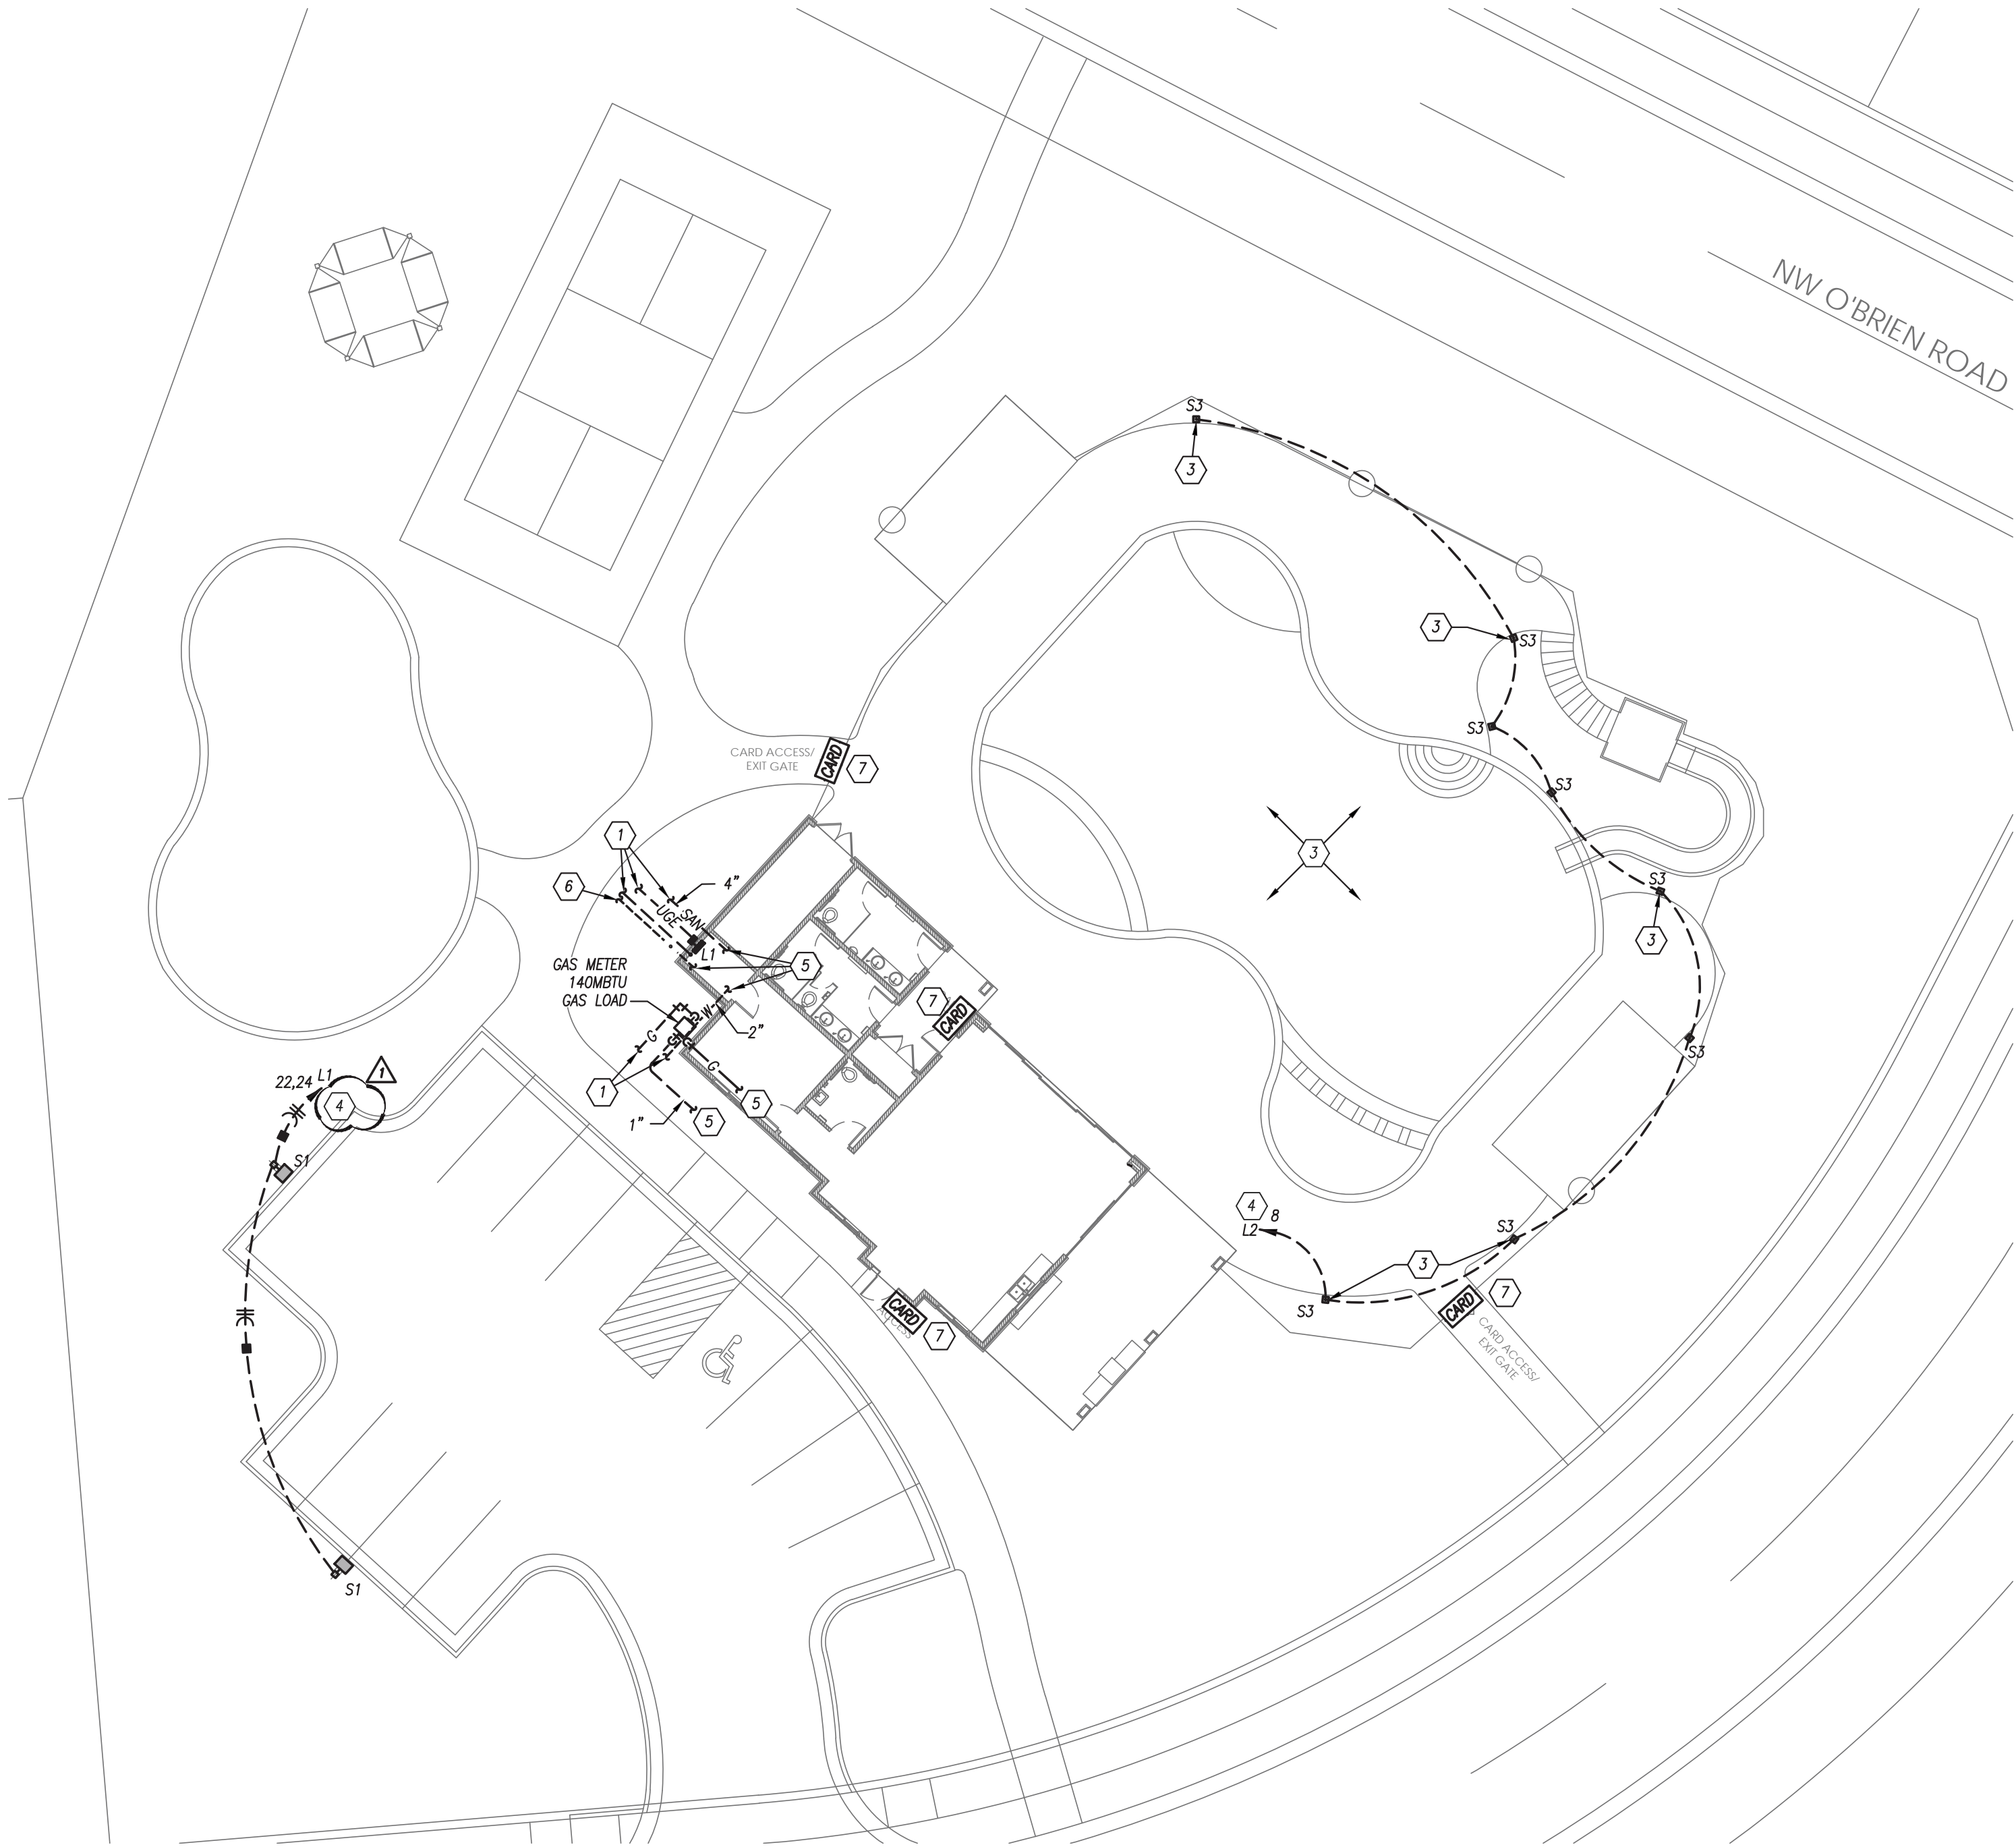 NW O'BRIEN ROAD
S3
3
3
S3
S3
S3
S3
3
S3
CARD ACCESS/
EXIT GATE
CARD
7
3
1
6
4"
SAN
UGE
L1
5
GAS METER
140MBTU
GAS LOAD
W
2"
G
G
1
5
1"
5
7
CARD
22,24
L1
1
4
S1
S1
4
8
L2
S3
3
S3
CARD
7
CARD ACCESS/
EXIT GATE
CARD
ACCESS
7